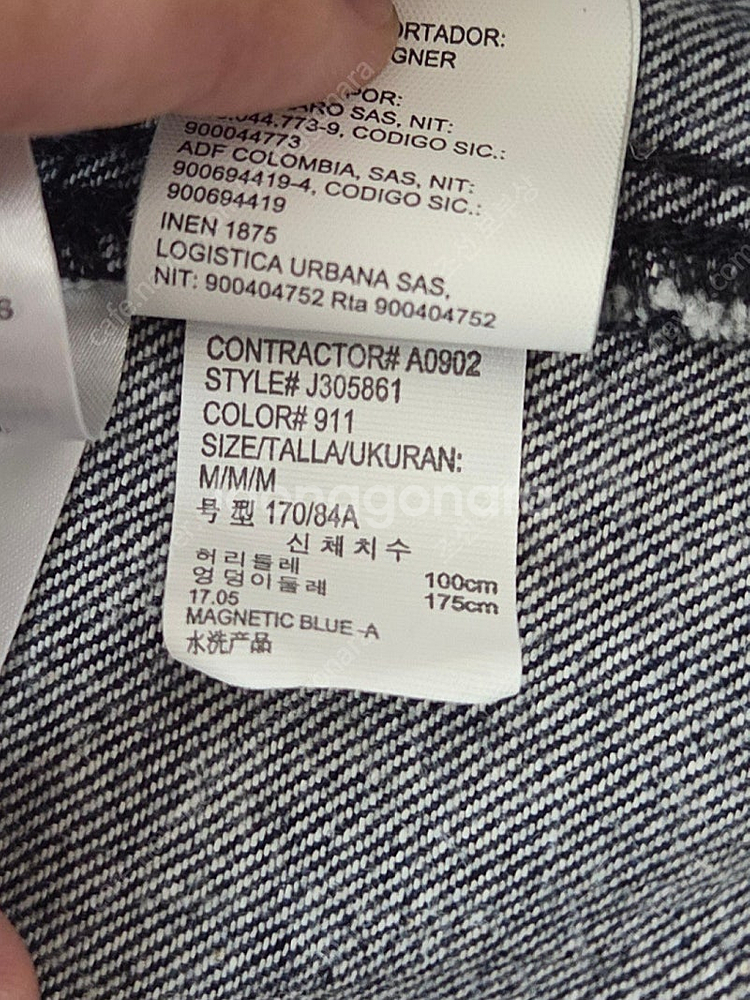 ORTADOR:
GNER
POR:
ARO SAS, NIT:
.044.773-9, CODIGO SIC.:
900044773
ADF COLOMBIA, SAS, NIT:
900694419-4, CODIGO SIC.:
900694419
INEN 1875
LOGISTICA URBANA SAS,
NIT: 900404752 Rta 900404752
CONTRACTOR# A0902
STYLE# J305861
COLOR# 911
SIZE/TALLA/UKURAN:
M/M/M
号型 170/84A
신체치수
허리둘레 100cm
엉덩이둘레 175cm
17.05
MAGNETIC BLUE -A
水洗产品